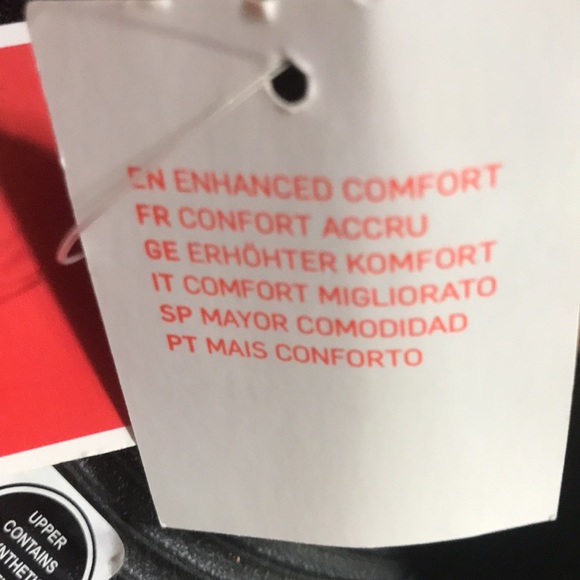 EN ENHANCED COMFORT
FR CONFORT ACCRU
GE ERHÖHTER KOMFORT
IT COMFORT MIGLIORATO
SP MAYOR COMODIDAD
PT MAIS CONFORTO
UPPER
CONTAINS